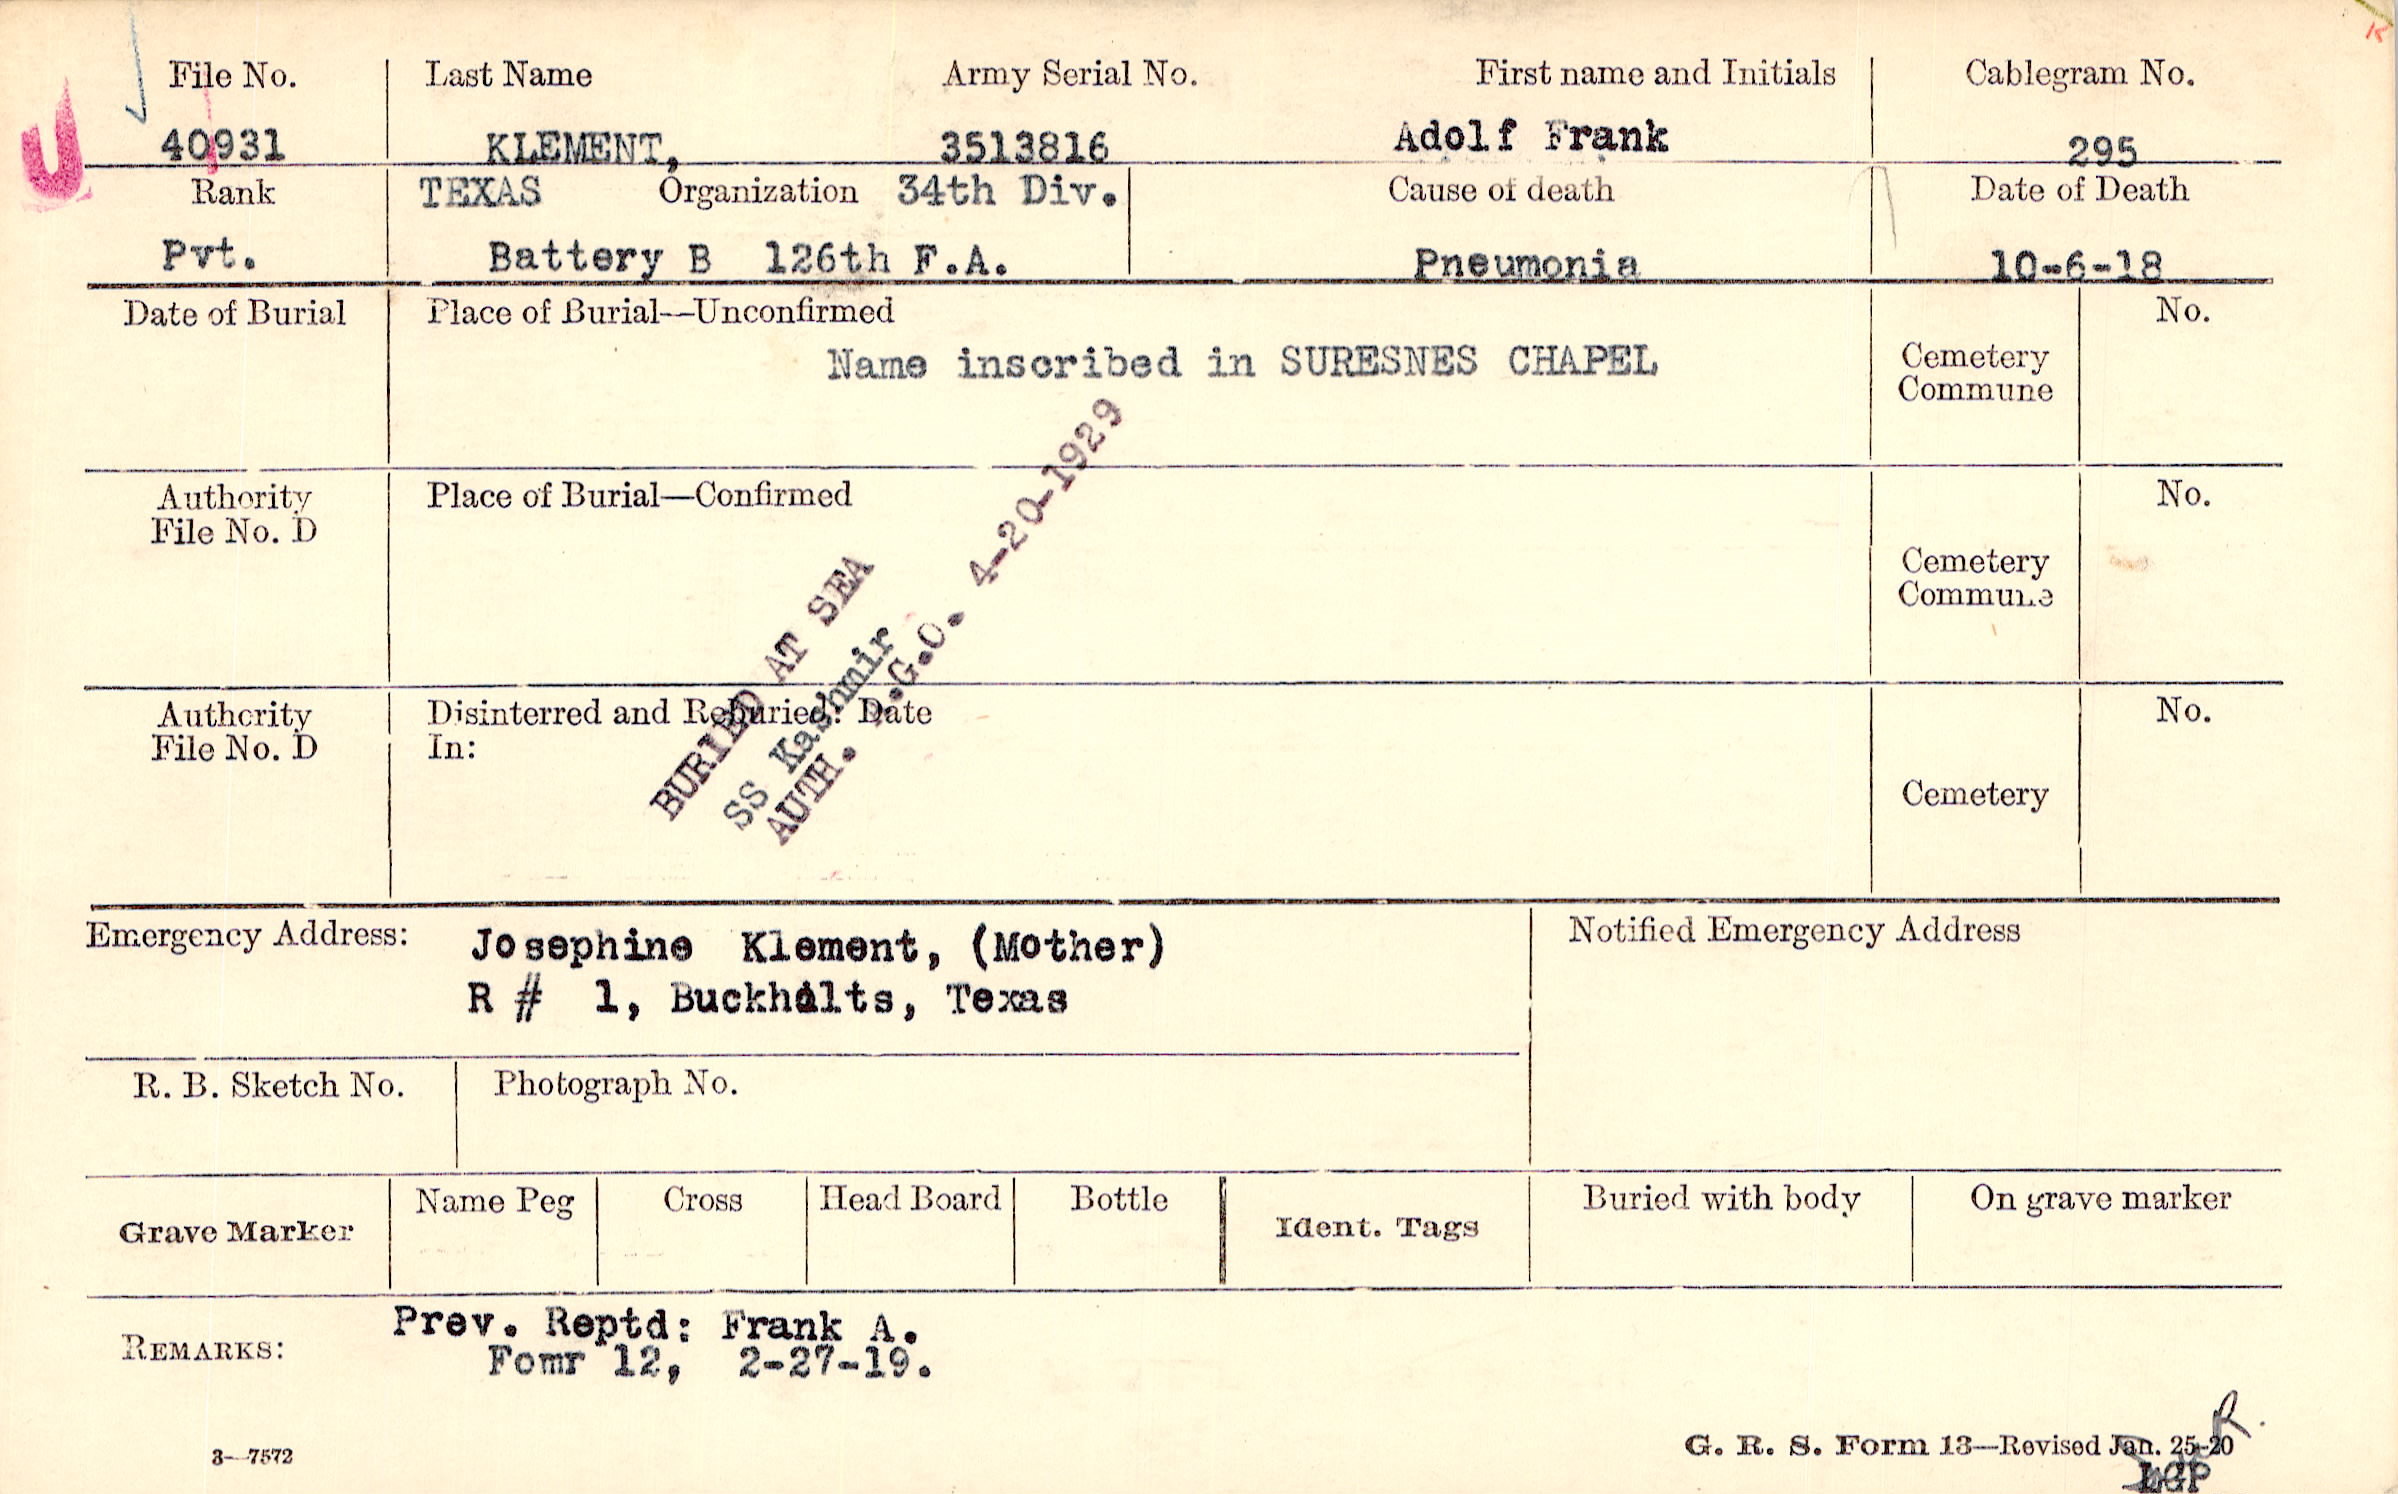 K
U
File No. Last Name Army Serial No. First name and Initials Cablegram No.
40931 KLEMENT, 3513816 Adolf Frank 295
Rank TEXAS Organization 34th Div. Cause of death Date of Death
Pvt. Battery B 126th F.A. Pneumonia 10-6-18
Date of Burial Place of Burial—Unconfirmed No.
Name inscribed in SURESNES CHAPEL
Cemetery
Commune
Authority Place of Burial—Confirmed No.
File No. D
Cemetery
Commune
BURIED AT SEA
SS Kashmir
AUTH. A.G.O. 4-20-1929
Authority Disinterred and Reburied: Date No.
File No. D In:
Cemetery
Emergency Address: Josephine Klement, (Mother) Notified Emergency Address
R # 1, Buckholts, Texas
R. B. Sketch No. Photograph No.
Grave Marker Name Peg Cross Head Board Bottle Ident. Tags Buried with body On grave marker
REMARKS: Prev. Reptd: Frank A.
Fomr 12, 2-27-19.
3—7572 G. R. S. Form 13—Revised Jan. 25-20
R.
LGP